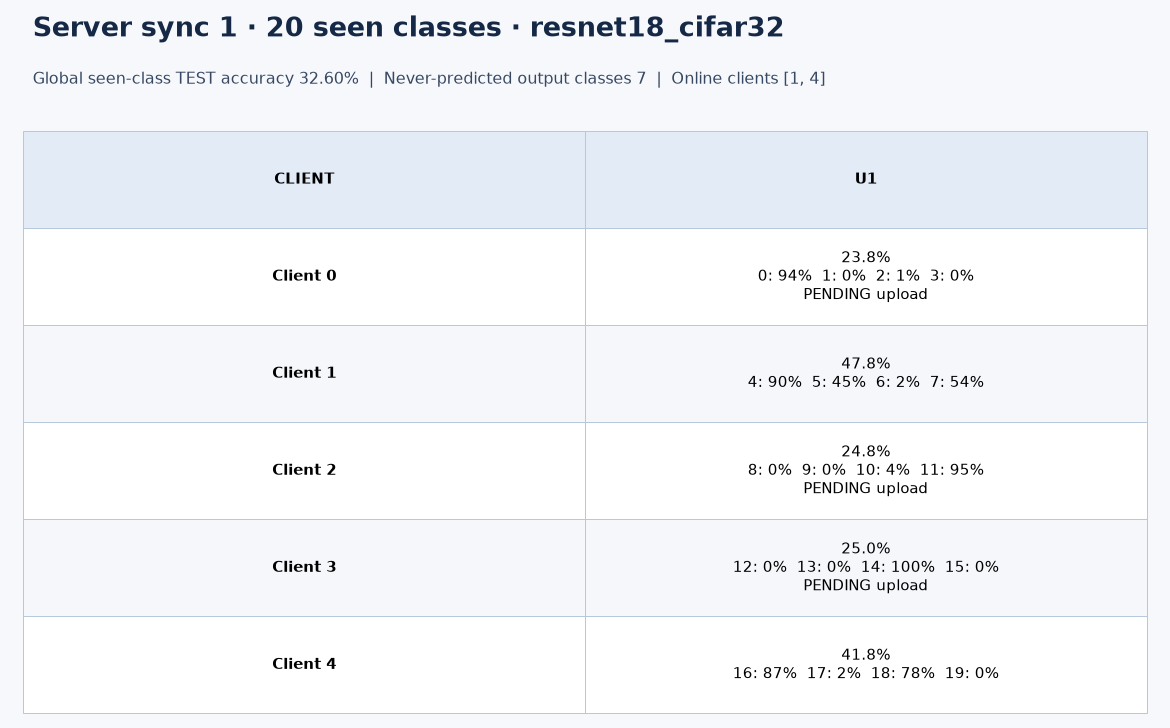 Server sync 1 · 20 seen classes · resnet18_cifar32
Global seen-class TEST accuracy 32.60%  |  Never-predicted output classes 7  |  Online clients [1, 4]
CLIENT
U1
Client 0
23.8%
0: 94%  1: 0%  2: 1%  3: 0%
PENDING upload
Client 1
47.8%
4: 90%  5: 45%  6: 2%  7: 54%
Client 2
24.8%
8: 0%  9: 0%  10: 4%  11: 95%
PENDING upload
Client 3
25.0%
12: 0%  13: 0%  14: 100%  15: 0%
PENDING upload
Client 4
41.8%
16: 87%  17: 2%  18: 78%  19: 0%